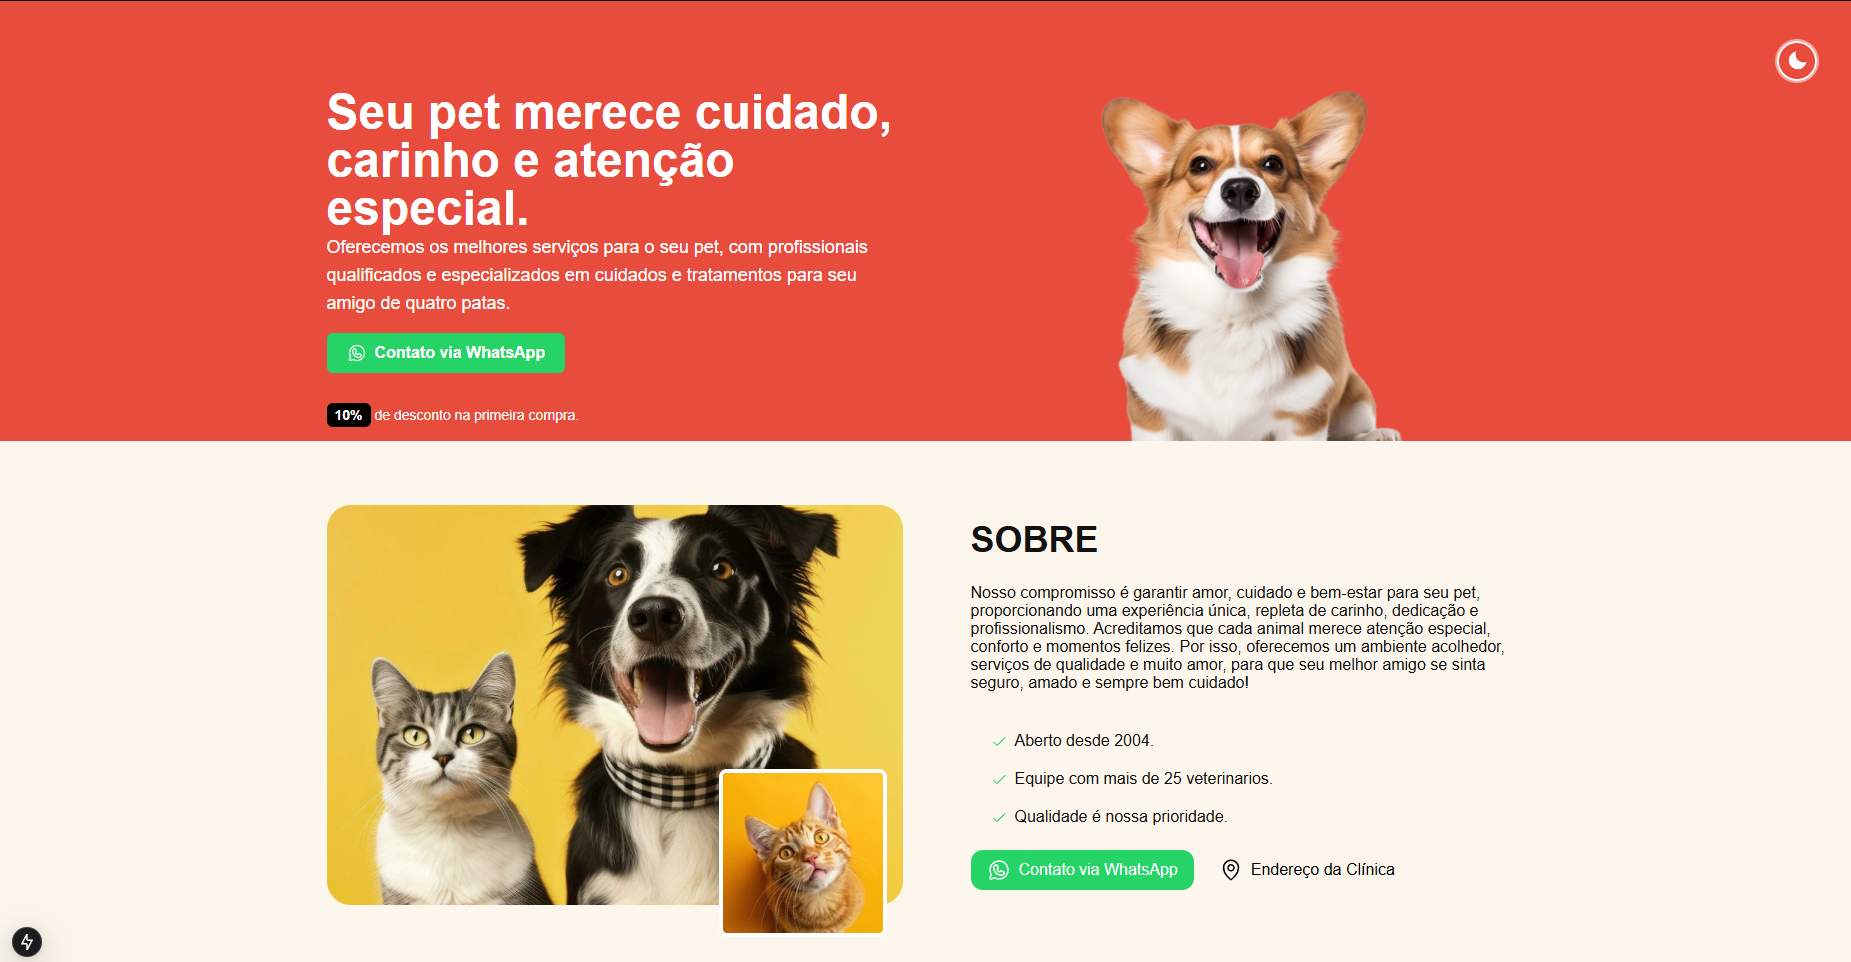 Seu pet merece cuidado,
carinho e atenção
especial.
Oferecemos os melhores serviços para o seu pet, com profissionais
qualificados e especializados em cuidados e tratamentos para seu
amigo de quatro patas.
Contato via WhatsApp
10% de desconto na primeira compra.
SOBRE
Nosso compromisso é garantir amor, cuidado e bem-estar para seu pet,
proporcionando uma experiência única, repleta de carinho, dedicação e
profissionalismo. Acreditamos que cada animal merece atenção especial,
conforto e momentos felizes. Por isso, oferecemos um ambiente acolhedor,
serviços de qualidade e muito amor, para que seu melhor amigo se sinta
seguro, amado e sempre bem cuidado!
Aberto desde 2004.
Equipe com mais de 25 veterinarios.
Qualidade é nossa prioridade.
Contato via WhatsApp
Endereço da Clínica